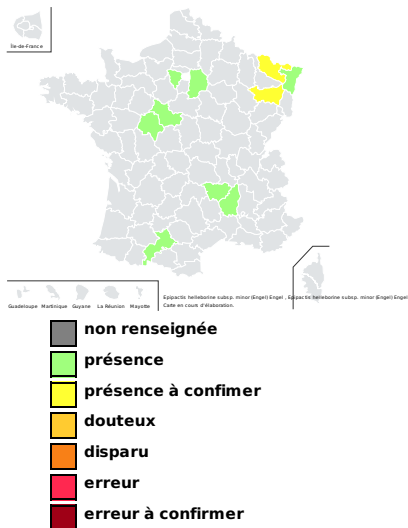 Île-de-France
Guadeloupe Martinique Guyane La Réunion Mayotte
Epipactis helleborine subsp. minor (Engel) Engel , Epipactis helleborine subsp. minor (Engel) Engel
Carte en cours d'élaboration.
non renseignée
présence
présence à confimer
douteux
disparu
erreur
erreur à confirmer